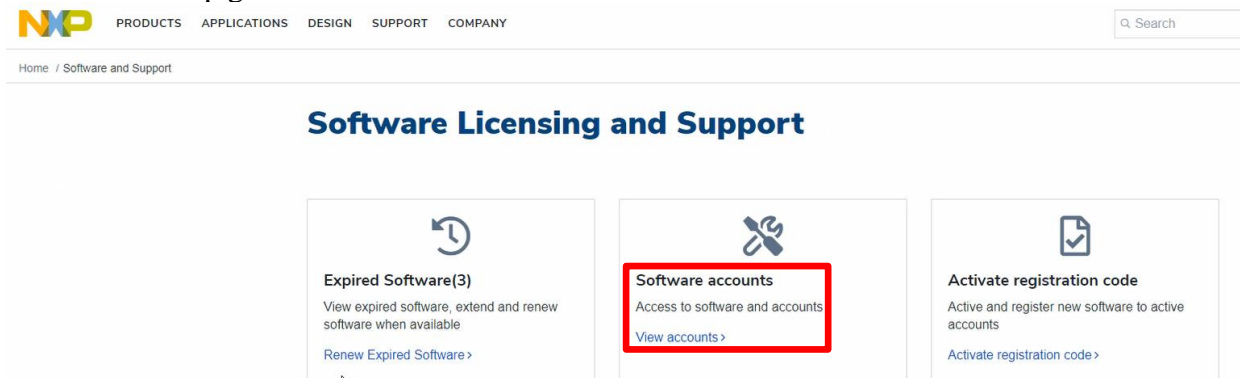 NXP PRODUCTS APPLICATIONS DESIGN SUPPORT COMPANY Search
Home / Software and Support
Software Licensing and Support
Expired Software(3)
View expired software, extend and renew
software when available
Renew Expired Software >
Software accounts
Access to software and accounts
View accounts >
Activate registration code
Active and register new software to active
accounts
Activate registration code >